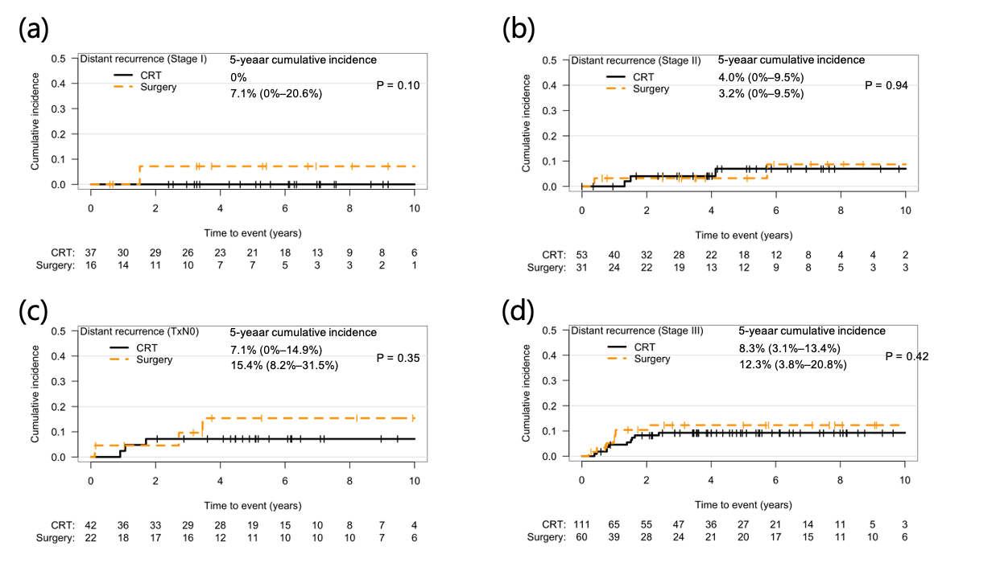 (a)
Distant recurrence (Stage I)
5-yeaar cumulative incidence
CRT
0%
Surgery
7.1% (0%–20.6%)
P = 0.10
Cumulative incidence
0.5
0.4
0.3
0.2
0.1
0.0
0 2 4 6 8 10
Time to event (years)
CRT: 37 30 29 26 23 21 18 13 9 8 6
Surgery: 16 14 11 10 7 7 5 3 3 2 1
(b)
Distant recurrence (Stage II)
5-yeaar cumulative incidence
CRT
4.0% (0%–9.5%)
Surgery
3.2% (0%–9.5%)
P = 0.94
Cumulative incidence
0.5
0.4
0.3
0.2
0.1
0.0
0 2 4 6 8 10
Time to event (years)
CRT: 53 40 32 28 22 18 12 8 4 4 2
Surgery: 31 24 22 19 13 12 9 8 5 3 3
(c)
Distant recurrence (TxN0)
5-yeaar cumulative incidence
CRT
7.1% (0%–14.9%)
Surgery
15.4% (8.2%–31.5%)
P = 0.35
Cumulative incidence
0.5
0.4
0.3
0.2
0.1
0.0
0 2 4 6 8 10
Time to event (years)
CRT: 42 36 33 29 28 19 15 10 8 7 4
Surgery: 22 18 17 16 12 11 10 10 10 7 6
(d)
Distant recurrence (Stage III)
5-yeaar cumulative incidence
CRT
8.3% (3.1%–13.4%)
Surgery
12.3% (3.8%–20.8%)
P = 0.42
Cumulative incidence
0.5
0.4
0.3
0.2
0.1
0.0
0 2 4 6 8 10
Time to event (years)
CRT: 111 65 55 47 36 27 21 14 11 5 3
Surgery: 60 39 28 24 21 20 17 15 11 10 6